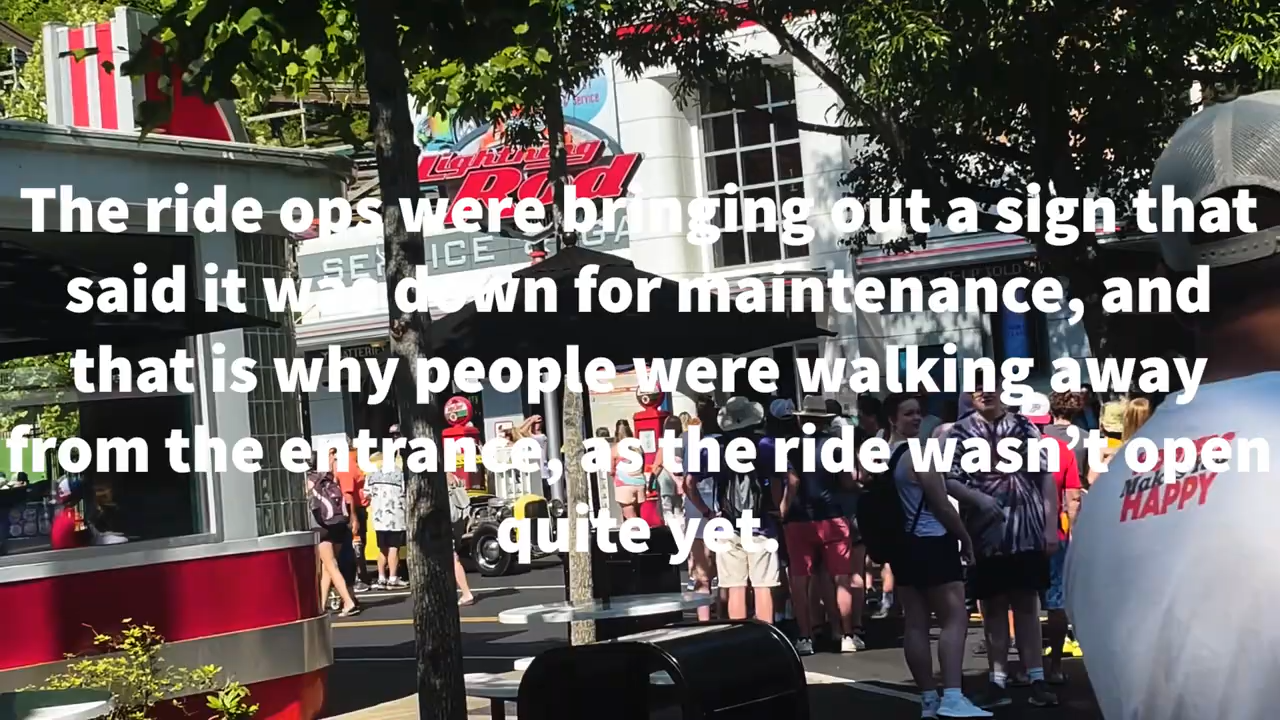 Lightning
Rod
The ride ops were bringing out a sign that
said it was down for maintenance, and
that is why people were walking away
from the entrance, as the ride wasn’t open
quite yet.
HAPPY